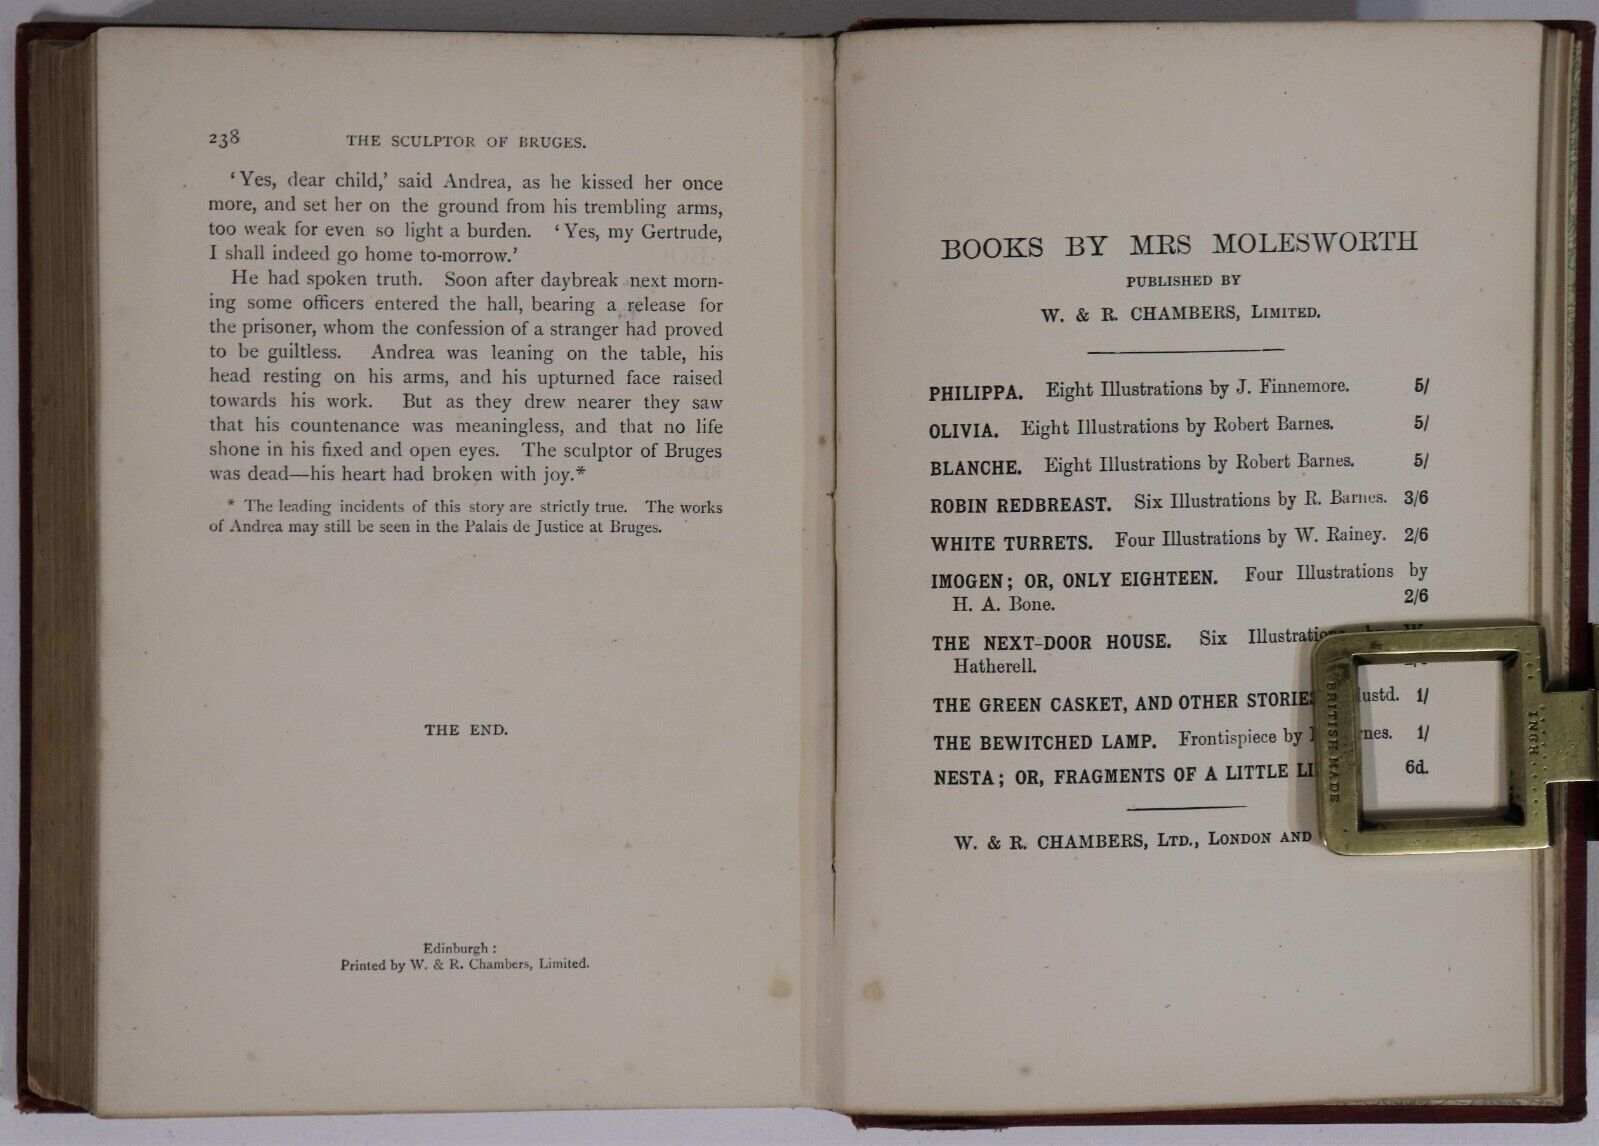 238 THE SCULPTOR OF BRUGES.
‘Yes, dear child,’ said Andrea, as he kissed her once
more, and set her on the ground from his trembling arms,
too weak for even so light a burden. ‘Yes, my Gertrude,
I shall indeed go home to-morrow.’
He had spoken truth. Soon after daybreak next morn-
ing some officers entered the hall, bearing a release for
the prisoner, whom the confession of a stranger had proved
to be guiltless. Andrea was leaning on the table, his
head resting on his arms, and his upturned face raised
towards his work. But as they drew nearer they saw
that his countenance was meaningless, and that no life
shone in his fixed and open eyes. The sculptor of Bruges
was dead—his heart had broken with joy.*
* The leading incidents of this story are strictly true. The works
of Andrea may still be seen in the Palais de Justice at Bruges.
THE END.
Edinburgh:
Printed by W. & R. Chambers, Limited.
BOOKS BY MRS MOLESWORTH
PUBLISHED BY
W. & R. CHAMBERS, LIMITED.
PHILIPPA. Eight Illustrations by J. Finnemore. 5/
OLIVIA. Eight Illustrations by Robert Barnes. 5/
BLANCHE. Eight Illustrations by Robert Barnes. 5/
ROBIN REDBREAST. Six Illustrations by R. Barnes. 3/6
WHITE TURRETS. Four Illustrations by W. Rainey. 2/6
IMOGEN; OR, ONLY EIGHTEEN. Four Illustrations by
H. A. Bone. 2/6
THE NEXT-DOOR HOUSE. Six Illustrations
Hatherell.
THE GREEN CASKET, AND OTHER STORIES 1/
THE BEWITCHED LAMP. Frontispiece by 1/
NESTA; OR, FRAGMENTS OF A LITTLE 6d.
W. & R. CHAMBERS, LTD., LONDON AND
BRITISH MADE